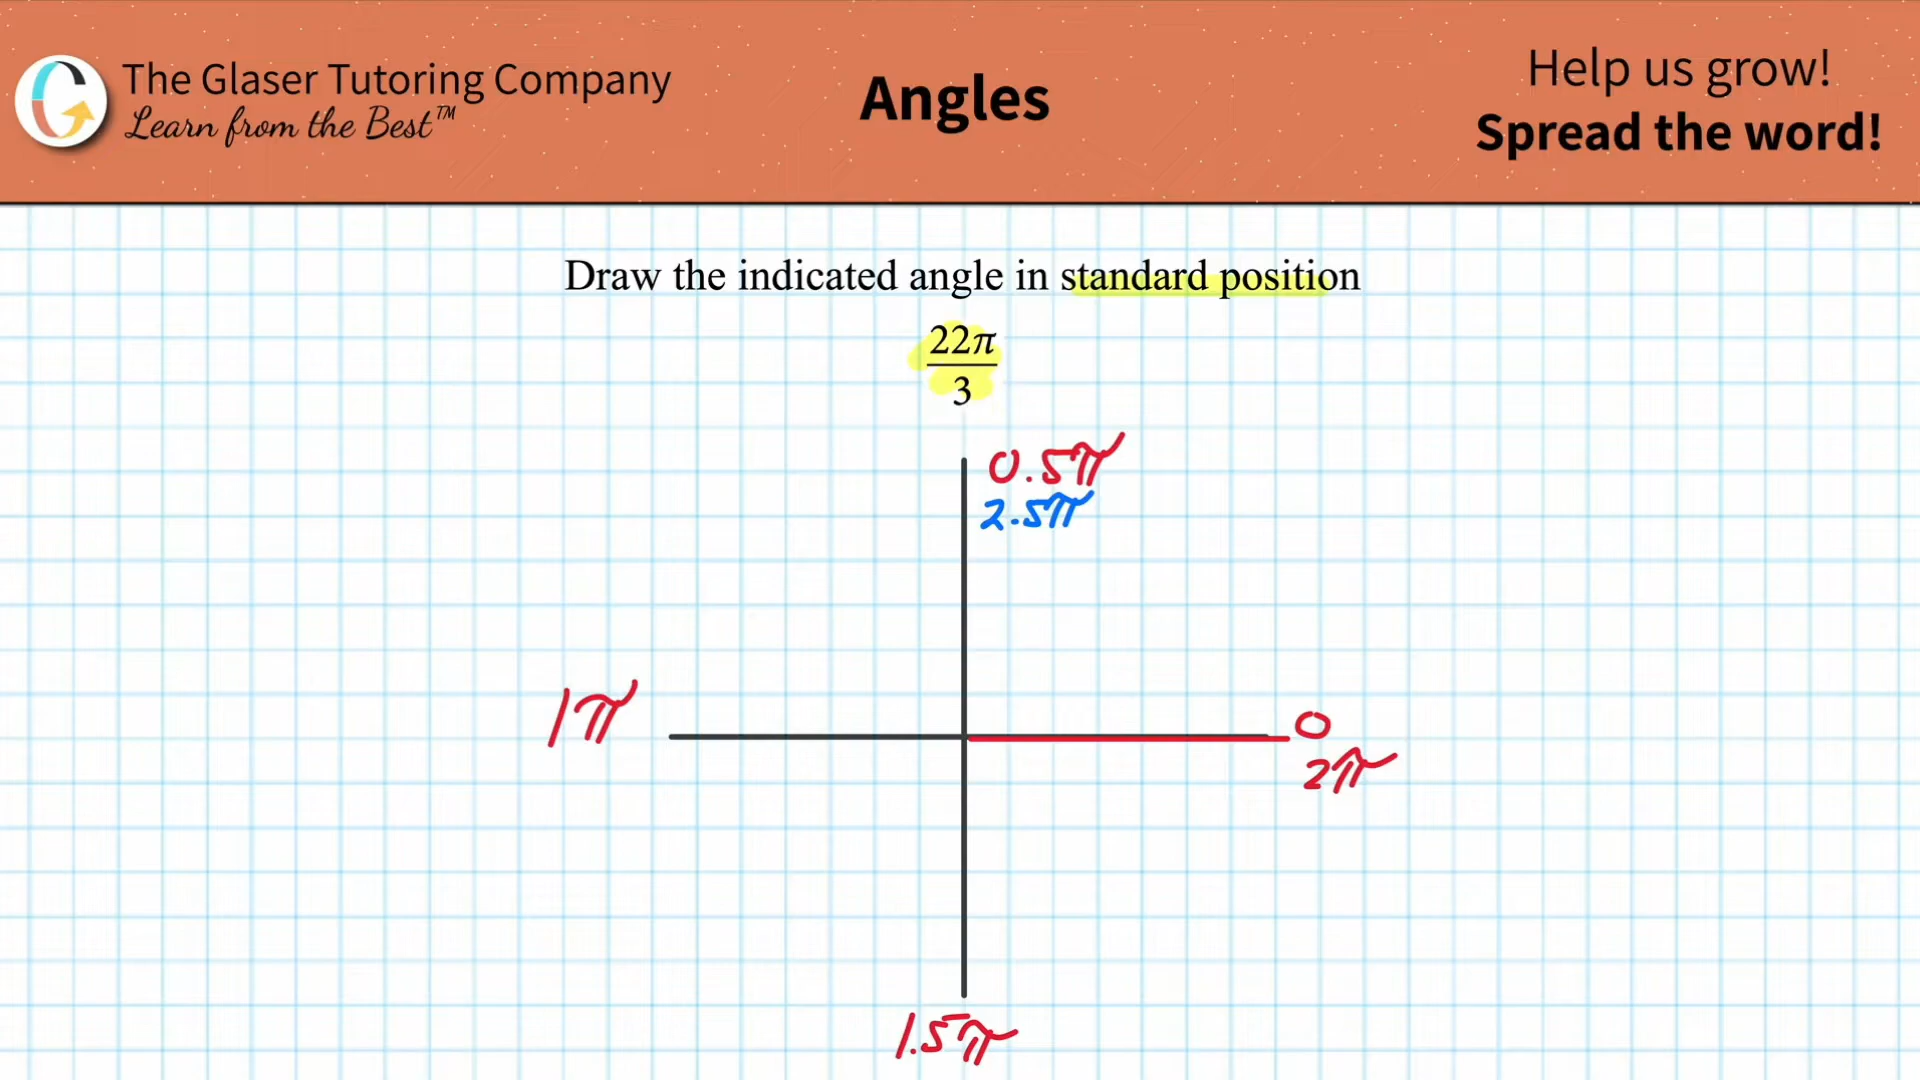 The Glaser Tutoring Company
Learn from the Best™
Angles
Help us grow!
Spread the word!
Draw the indicated angle in standard position
22π
3
0.5π
2.5π
1π
0
2π
1.5π